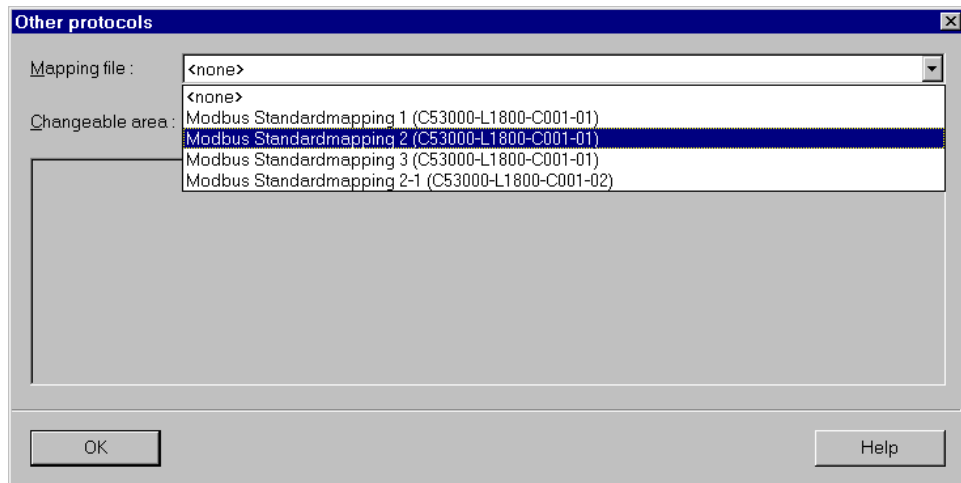 Other protocols
Mapping file : <none>
<none>
Changeable area : Modbus Standardmapping 1 (C53000-L1800-C001-01)
Modbus Standardmapping 2 (C53000-L1800-C001-01)
Modbus Standardmapping 3 (C53000-L1800-C001-01)
Modbus Standardmapping 2-1 (C53000-L1800-C001-02)
OK Help